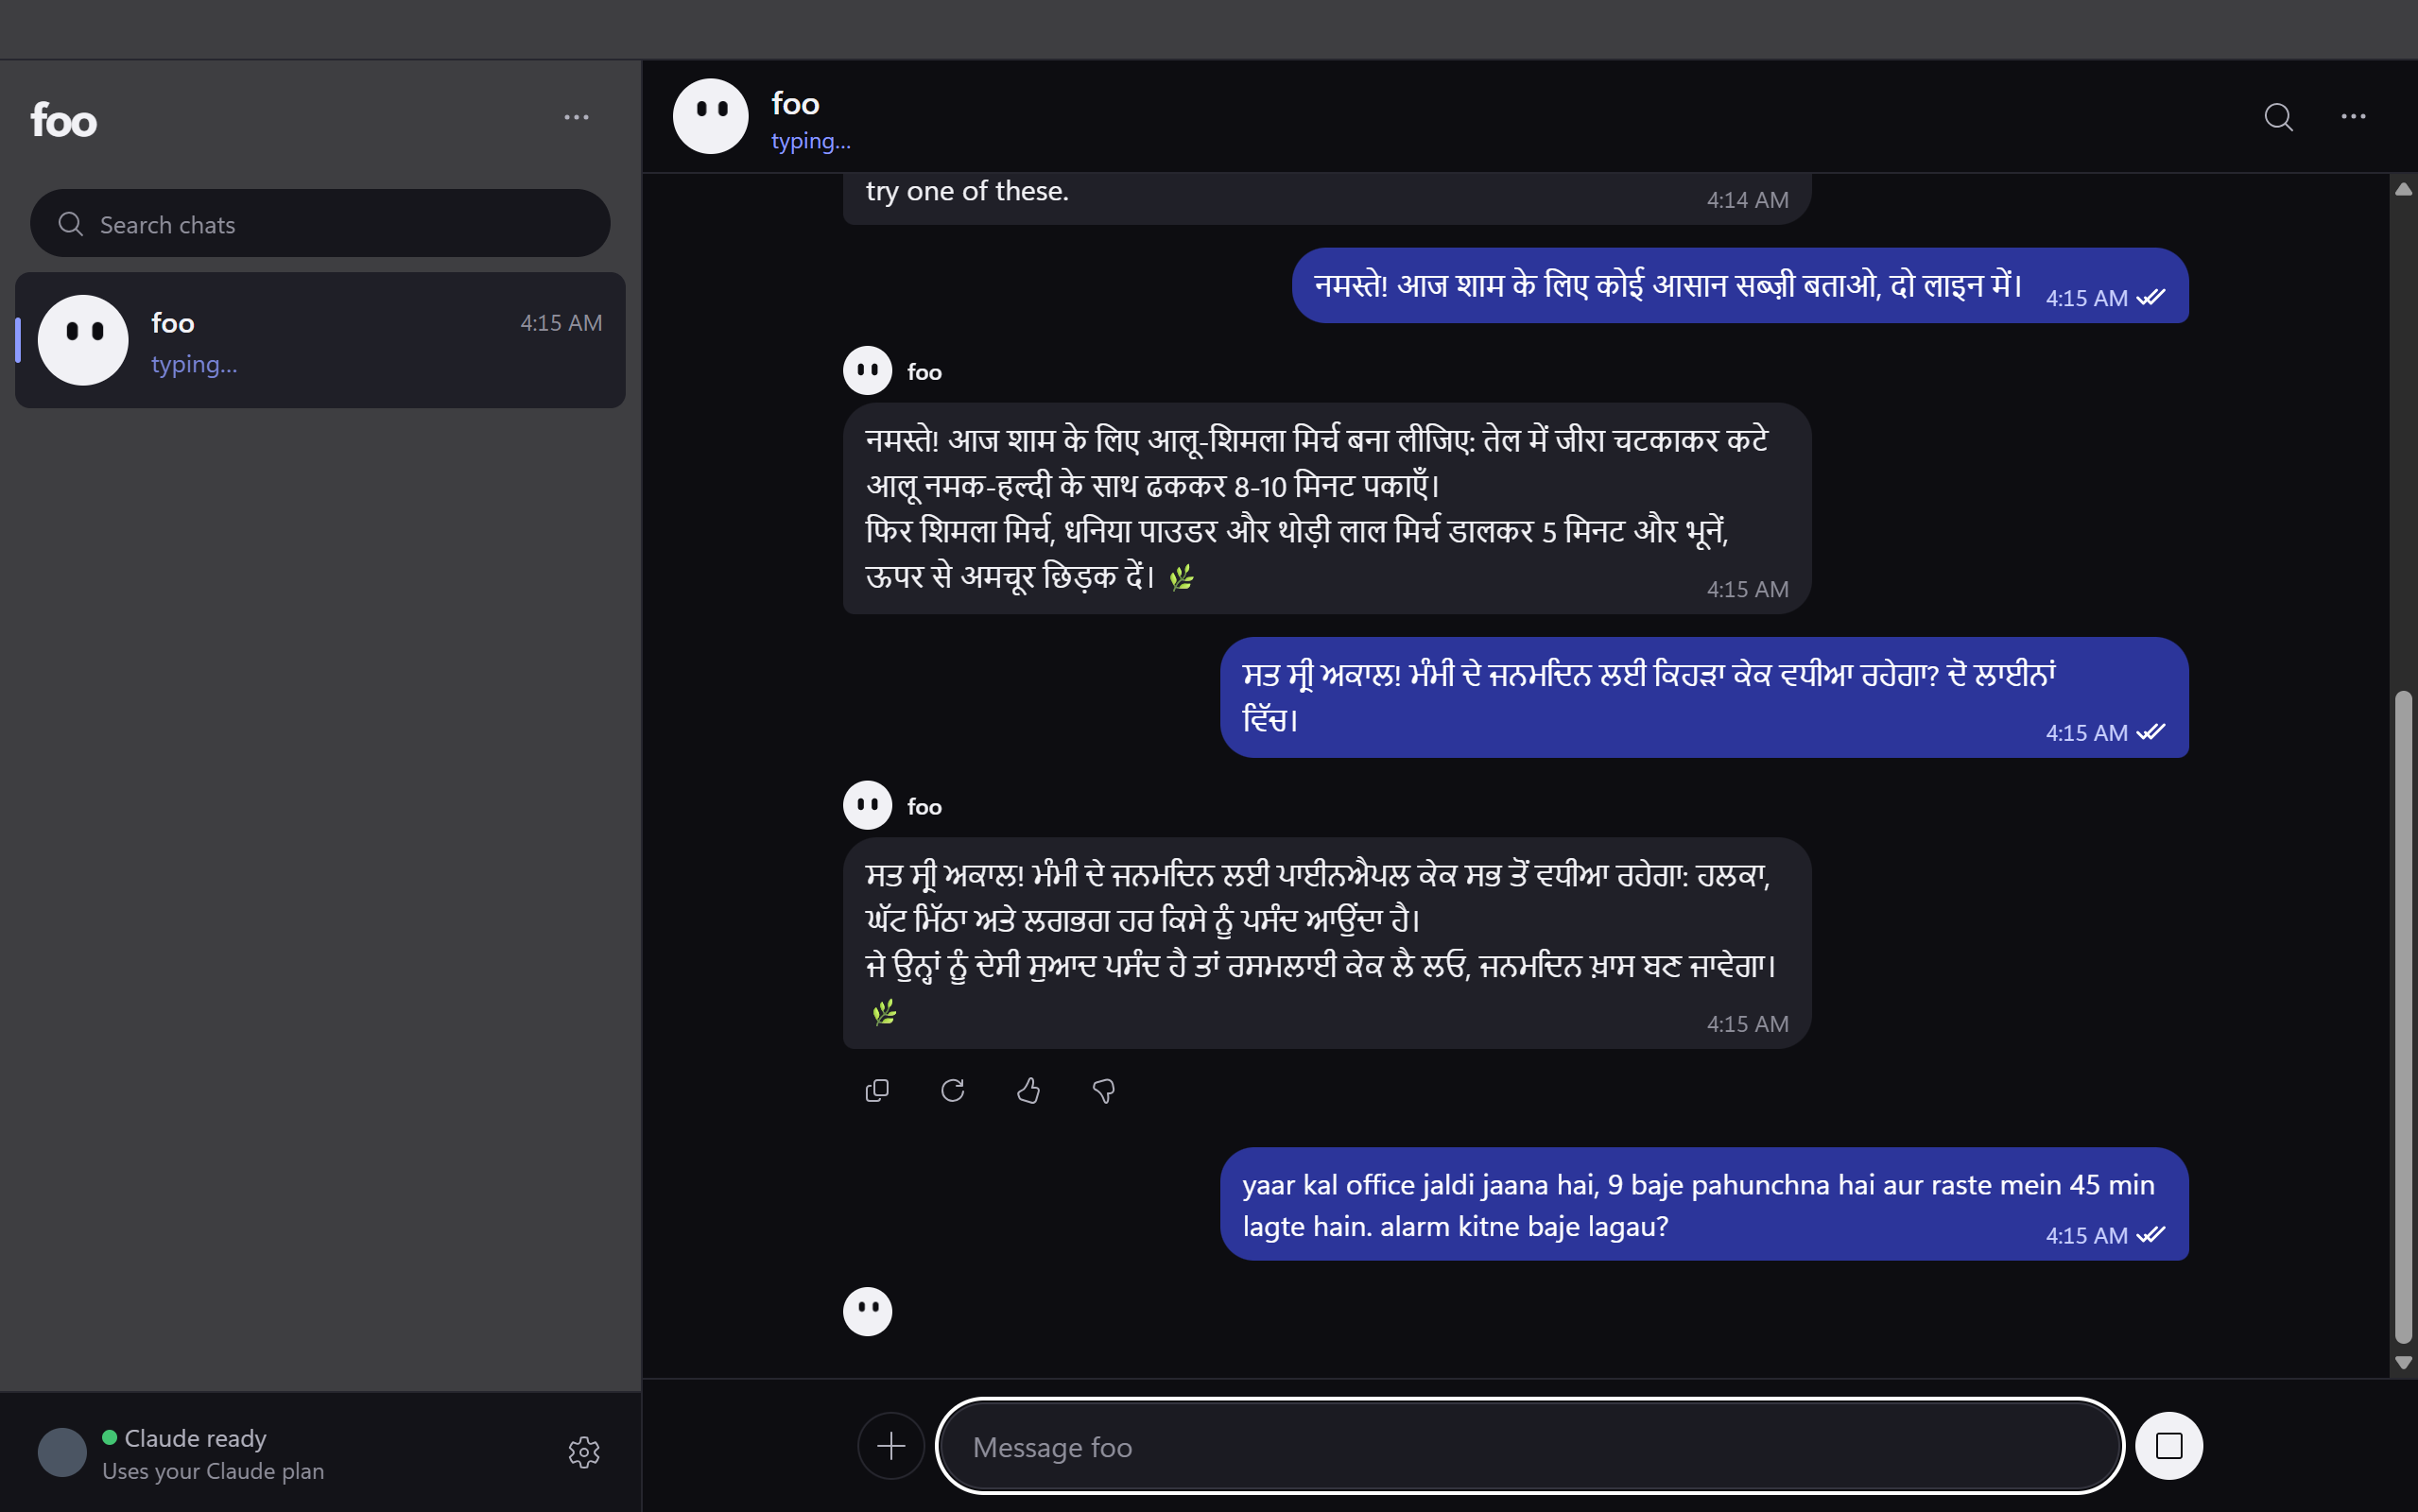 foo
Search chats
foo
4:15 AM
typing...
Claude ready
Uses your Claude plan
foo
typing...
try one of these.
4:14 AM
नमस्ते! आज शाम के लिए कोई आसान सब्ज़ी बताओ, दो लाइन में।
4:15 AM
foo
नमस्ते! आज शाम के लिए आलू-शिमला मिर्च बना लीजिए: तेल में जीरा चटकाकर कटे
आलू नमक-हल्दी के साथ ढककर 8-10 मिनट पकाएँ।
फिर शिमला मिर्च, धनिया पाउडर और थोड़ी लाल मिर्च डालकर 5 मिनट और भूनें,
ऊपर से अमचूर छिड़क दें। 🌿
4:15 AM
ਸਤ ਸ੍ਰੀ ਅਕਾਲ! ਮੰਮੀ ਦੇ ਜਨਮਦਿਨ ਲਈ ਕਿਹੜਾ ਕੇਕ ਵਧੀਆ ਰਹੇਗਾ? ਦੋ ਲਾਈਨਾਂ
ਵਿੱਚ।
4:15 AM
foo
ਸਤ ਸ੍ਰੀ ਅਕਾਲ! ਮੰਮੀ ਦੇ ਜਨਮਦਿਨ ਲਈ ਪਾਈਨਐਪਲ ਕੇਕ ਸਭ ਤੋਂ ਵਧੀਆ ਰਹੇਗਾ: ਹਲਕਾ,
ਘੱਟ ਮਿੱਠਾ ਅਤੇ ਲਗਭਗ ਹਰ ਕਿਸੇ ਨੂੰ ਪਸੰਦ ਆਉਂਦਾ ਹੈ।
ਜੇ ਉਨ੍ਹਾਂ ਨੂੰ ਦੇਸੀ ਸੁਆਦ ਪਸੰਦ ਹੈ ਤਾਂ ਰਸਮਲਾਈ ਕੇਕ ਲੈ ਲਓ, ਜਨਮਦਿਨ ਖ਼ਾਸ ਬਣ ਜਾਵੇਗਾ।
🌿
4:15 AM
yaar kal office jaldi jaana hai, 9 baje pahunchna hai aur raste mein 45 min
lagte hain. alarm kitne baje lagau?
4:15 AM
Message foo